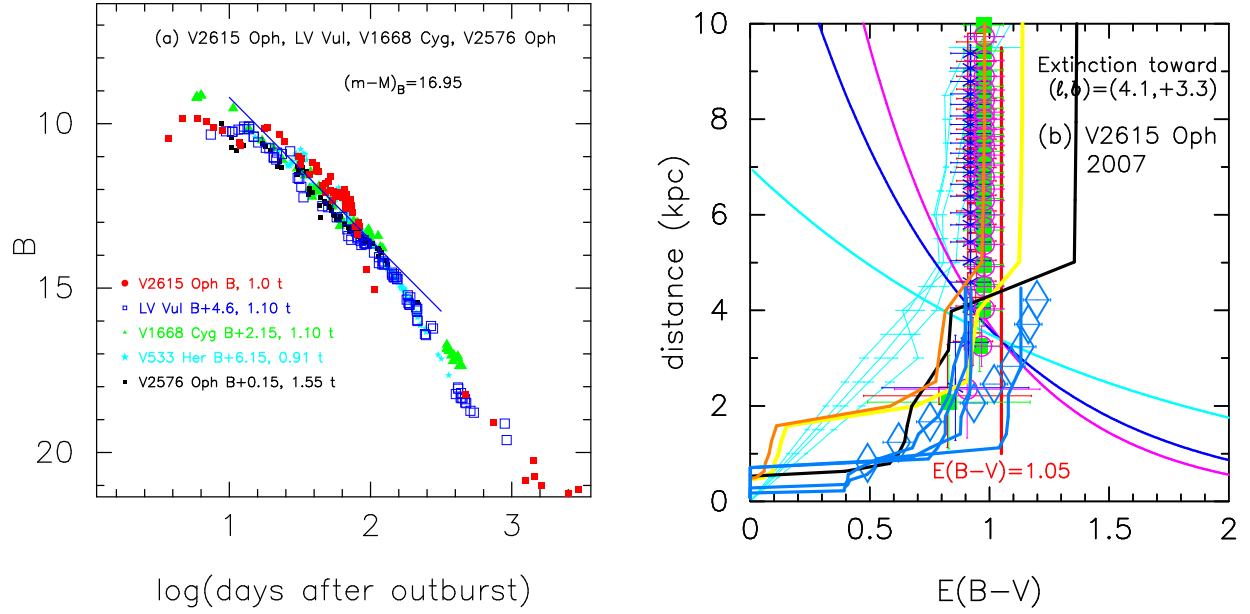 (a) V2615 Oph, LV Vul, V1668 Cyg, V2576 Oph
(m−M)B=16.95
V2615 Oph B, 1.0 t
LV Vul B+4.6, 1.10 t
V1668 Cyg B+2.15, 1.10 t
V533 Her B+6.15, 0.91 t
V2576 Oph B+0.15, 1.55 t
B
10
15
20
1
2
3
log(days after outburst)
Extinction toward
(ℓ,b)=(4.1,+3.3)
(b) V2615 Oph
2007
E(B−V)=1.05
distance (kpc)
10
8
6
4
2
0
0
0.5
1
1.5
2
E(B−V)